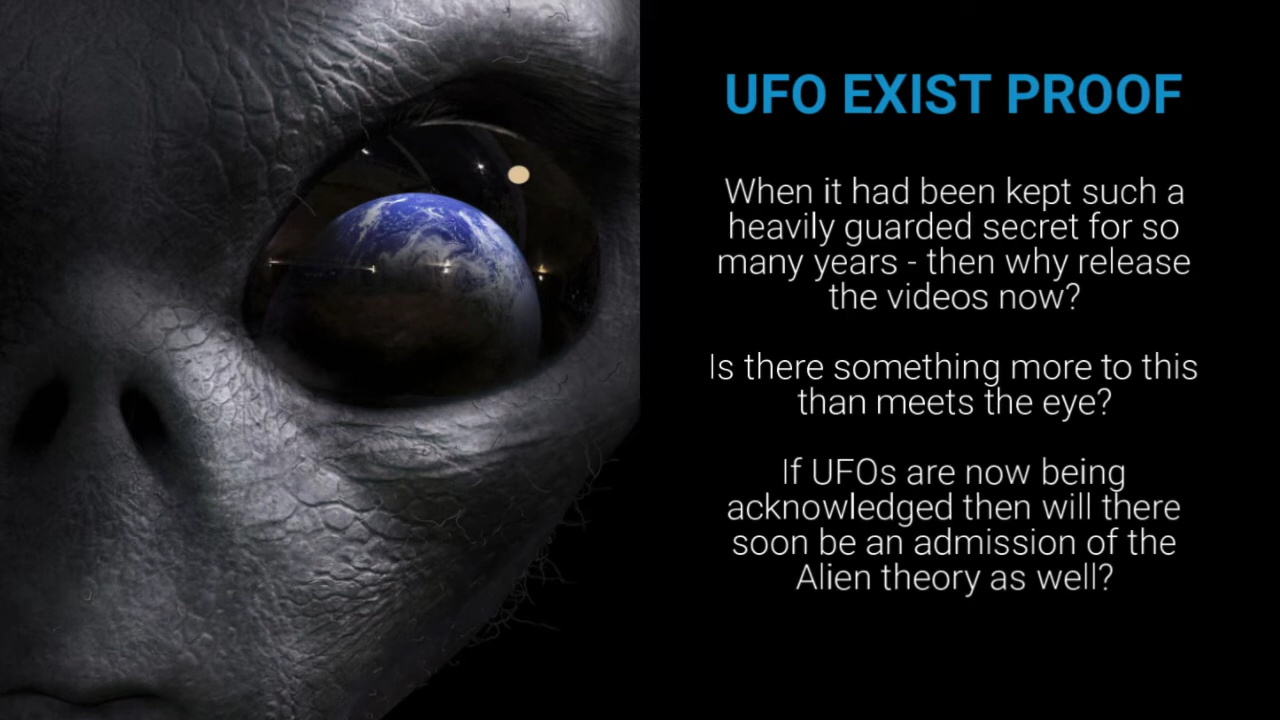 UFO EXIST PROOF
When it had been kept such a
heavily guarded secret for so
many years - then why release
the videos now?
Is there something more to this
than meets the eye?
If UFOs are now being
acknowledged then will there
soon be an admission of the
Alien theory as well?